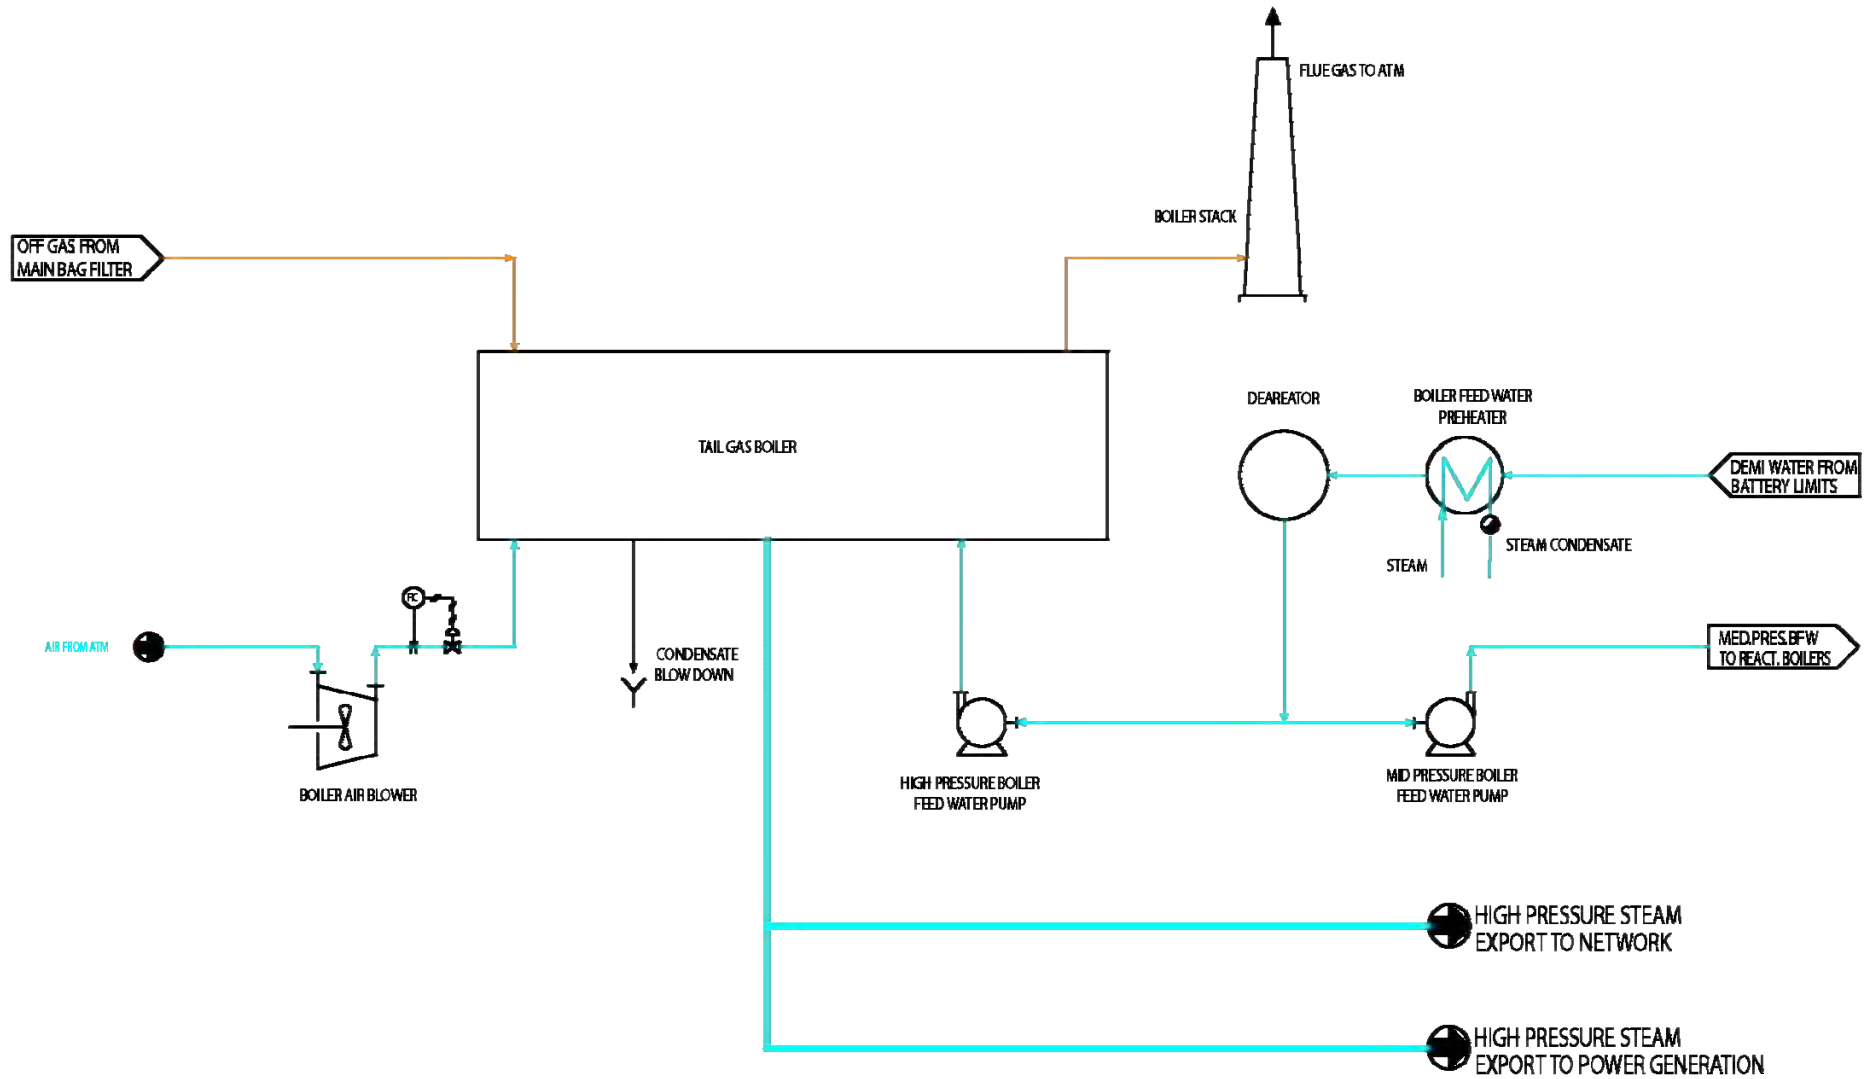 FLUE GAS TO ATM
BOILER STACK
OFF GAS FROM
MAIN BAG FILTER
DEAREATOR
BOILER FEED WATER
PREHEATER
TAIL GAS BOILER
DEMI WATER FROM
BATTERY LIMITS
STEAM CONDENSATE
STEAM
FIC
AIR FROM ATM
CONDENSATE
BLOW DOWN
MED.PRES.BFW
TO REACT. BOILERS
HIGH PRESSURE BOILER
FEED WATER PUMP
MID PRESSURE BOILER
FEED WATER PUMP
BOILER AIR BLOWER
HIGH PRESSURE STEAM
EXPORT TO NETWORK
HIGH PRESSURE STEAM
EXPORT TO POWER GENERATION